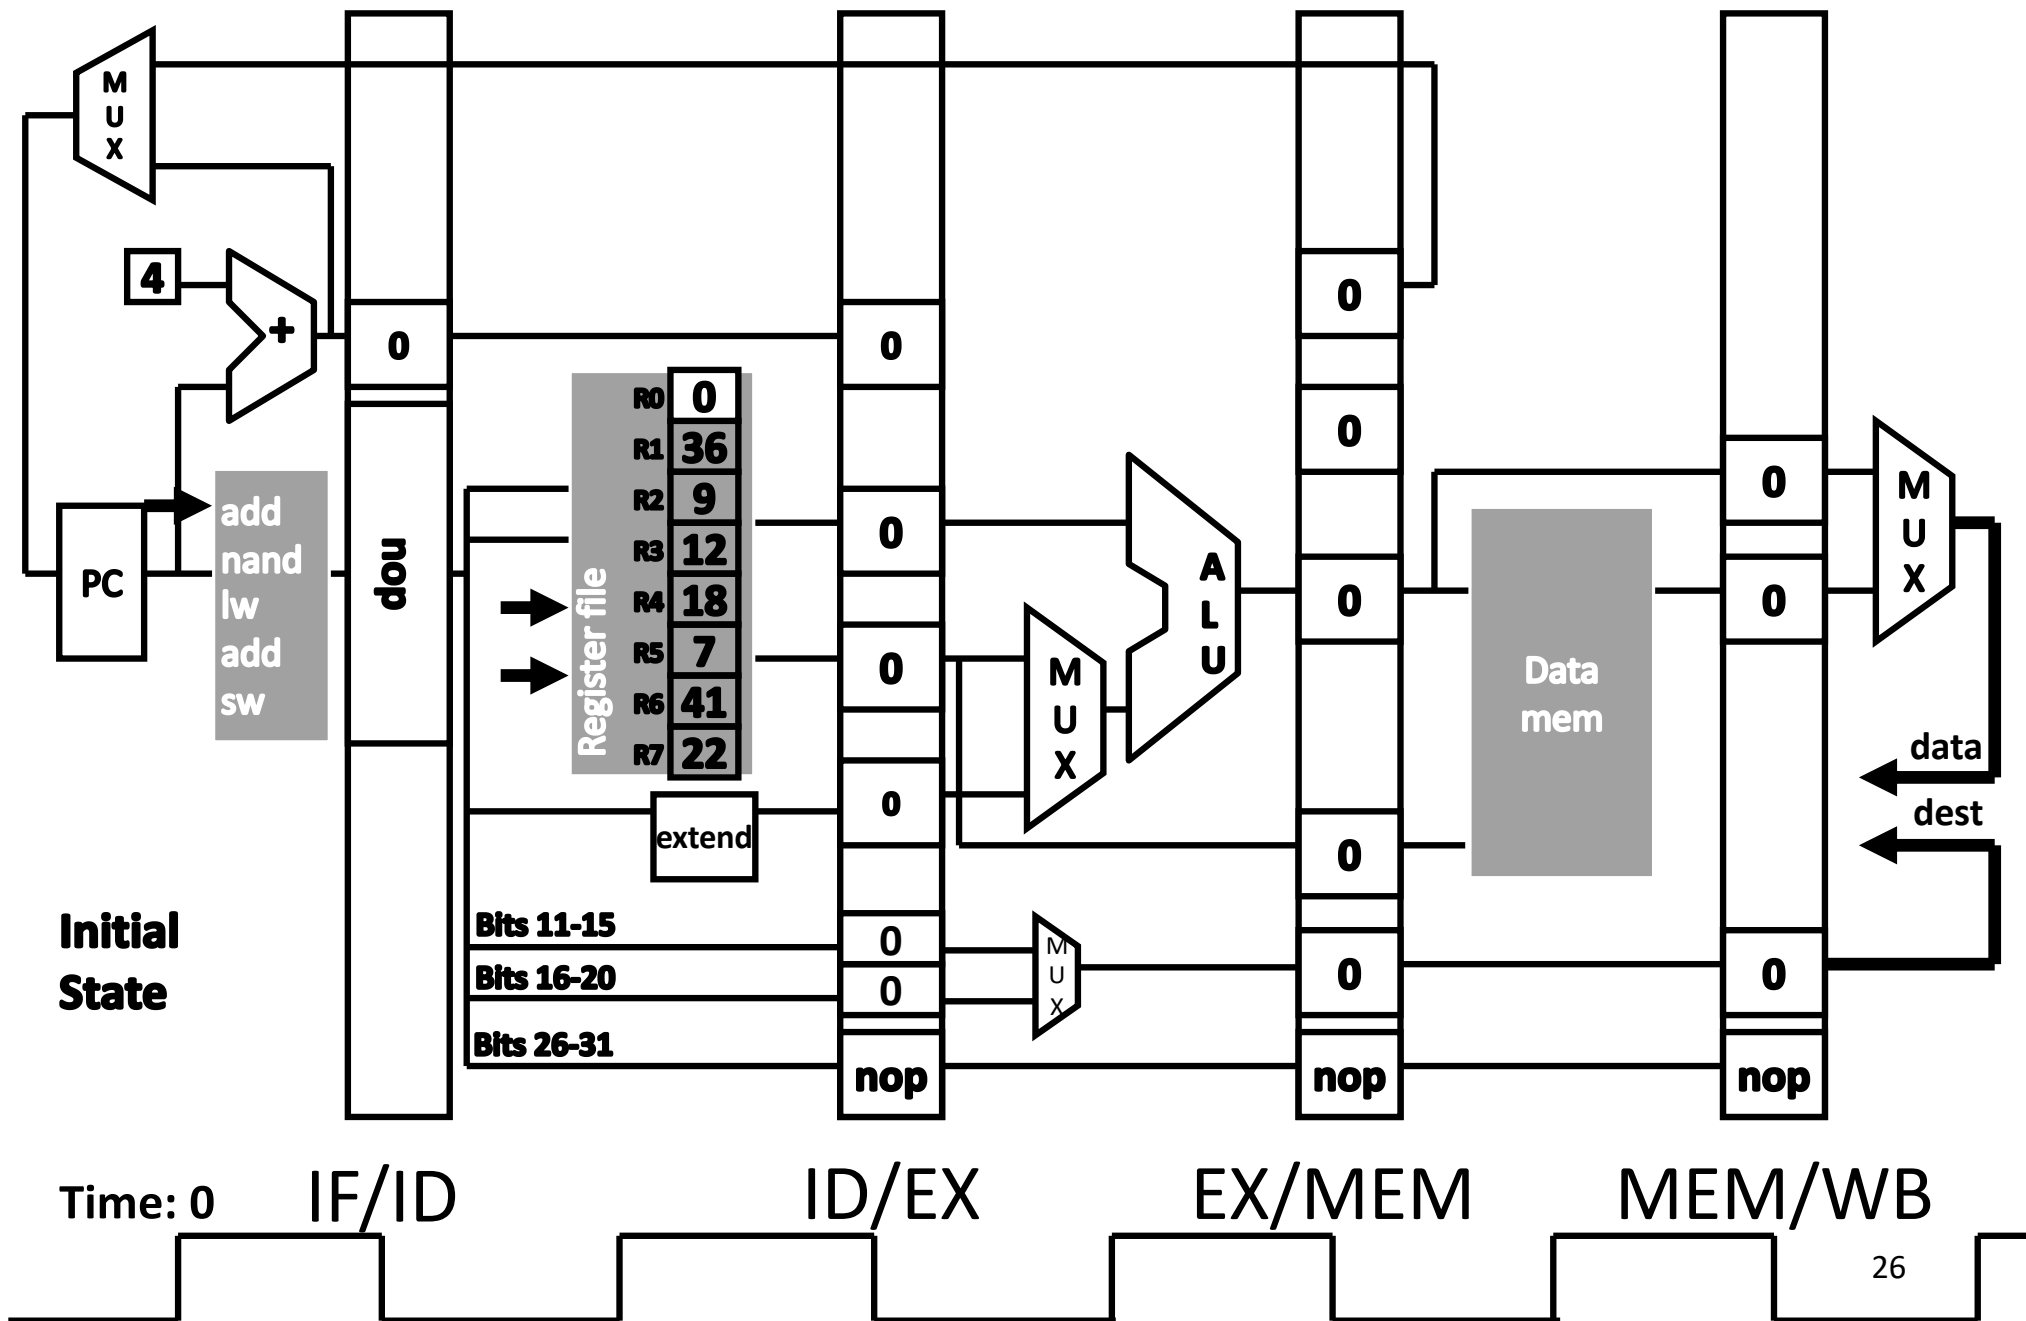 M
U
X
4
+
0
0
0
0
R0 0
R1 36
R2 9
R3 12
R4 18
R5 7
R6 41
R7 22
Register file
PC
add
nand
lw
add
sw
nop
0
0
0
extend
M
U
X
A
L
U
0
0
Data
mem
0
0
M
U
X
data
dest
Initial
State
Bits 11-15
Bits 16-20
Bits 26-31
0
0
M
U
X
0
0
nop
nop
nop
Time: 0
IF/ID
ID/EX
EX/MEM
MEM/WB
26